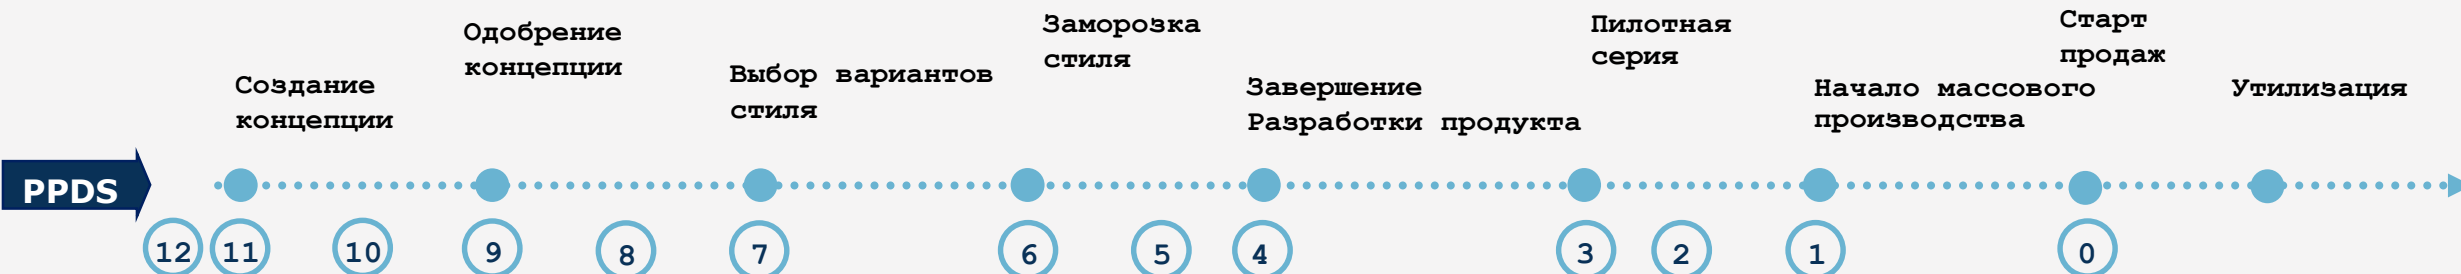 Создание
концепции
Одобрение
концепции
Выбор вариантов
стиля
Заморозка
стиля
Завершение
Разработки продукта
Пилотная
серия
Начало массового
производства
Старт
продаж
Утилизация
PPDS
12 11 10 9 8 7 6 5 4 3 2 1 0